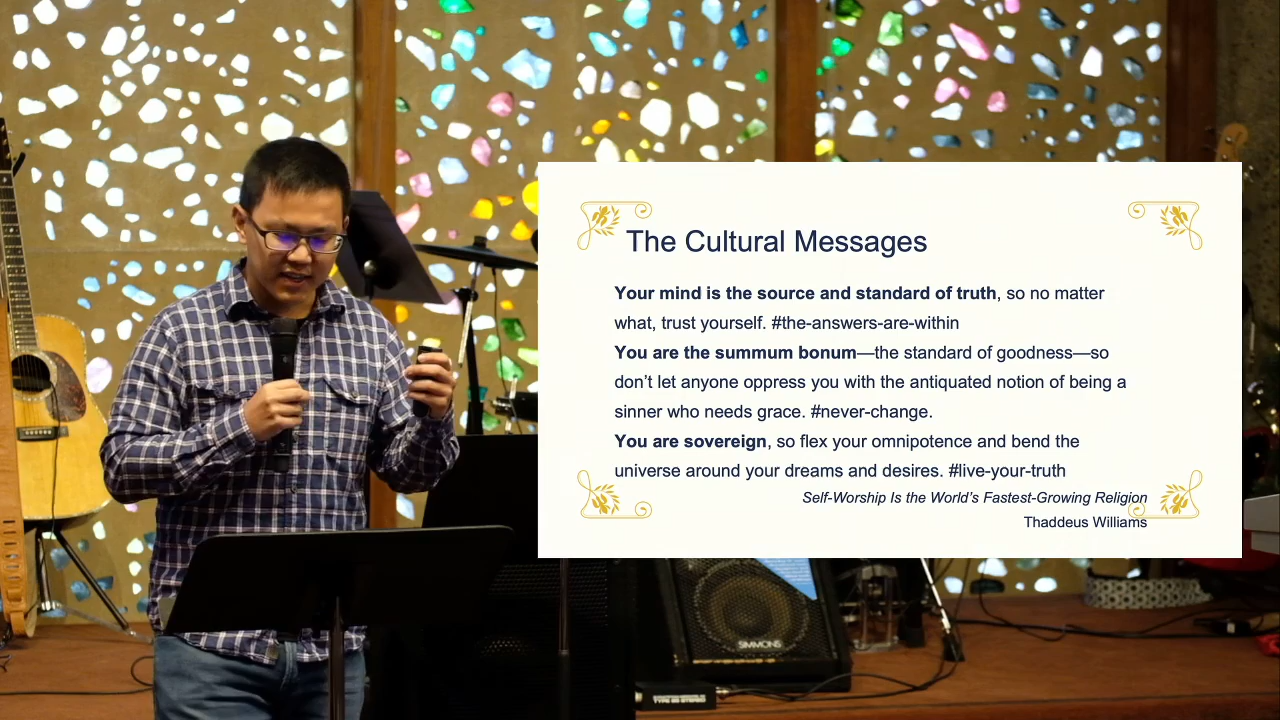 The Cultural Messages
Your mind is the source and standard of truth, so no matter
what, trust yourself. #the-answers-are-within
You are the summum bonum—the standard of goodness—so
don’t let anyone oppress you with the antiquated notion of being a
sinner who needs grace. #never-change.
You are sovereign, so flex your omnipotence and bend the
universe around your dreams and desires. #live-your-truth
Self-Worship Is the World’s Fastest-Growing Religion
Thaddeus Williams
SIMMONS